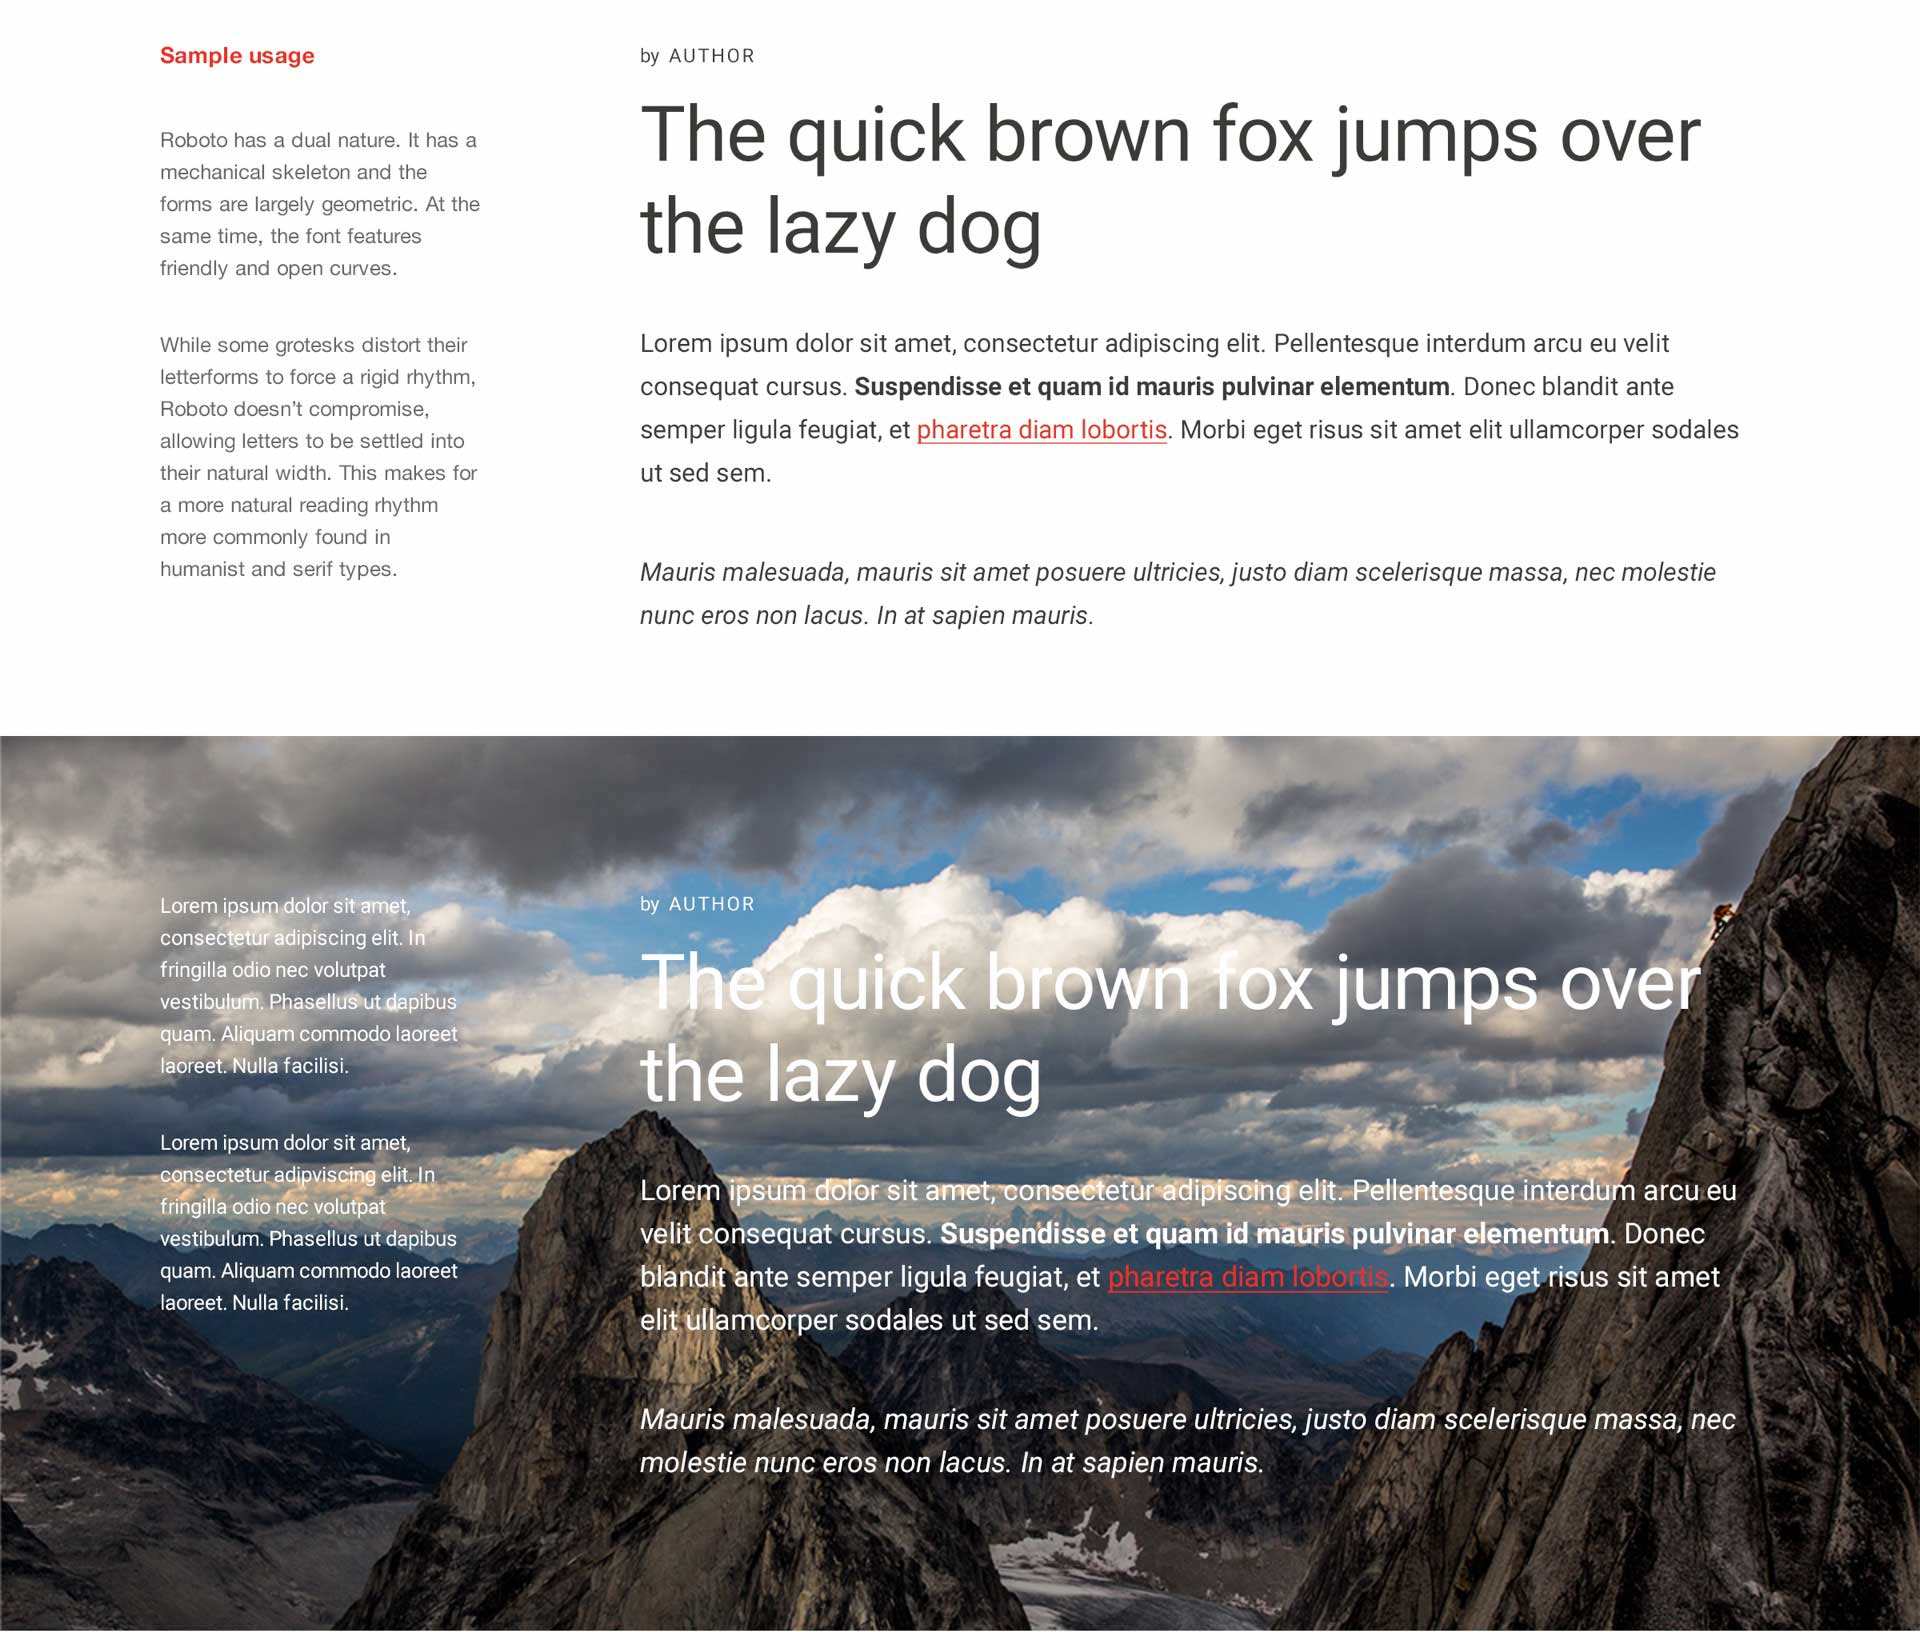 Sample usage
Roboto has a dual nature. It has a
mechanical skeleton and the
forms are largely geometric. At the
same time, the font features
friendly and open curves.
While some grotesks distort their
letterforms to force a rigid rhythm,
Roboto doesn’t compromise,
allowing letters to be settled into
their natural width. This makes for
a more natural reading rhythm
more commonly found in
humanist and serif types.
by AUTHOR
The quick brown fox jumps over
the lazy dog
Lorem ipsum dolor sit amet, consectetur adipiscing elit. Pellentesque interdum arcu eu velit
consequat cursus. Suspendisse et quam id mauris pulvinar elementum. Donec blandit ante
semper ligula feugiat, et pharetra diam lobortis. Morbi eget risus sit amet elit ullamcorper sodales
ut sed sem.
Mauris malesuada, mauris sit amet posuere ultricies, justo diam scelerisque massa, nec molestie
nunc eros non lacus. In at sapien mauris.
Lorem ipsum dolor sit amet,
consectetur adipiscing elit. In
fringilla odio nec volutpat
vestibulum. Phasellus ut dapibus
quam. Aliquam commodo laoreet
laoreet. Nulla facilisi.
Lorem ipsum dolor sit amet,
consectetur adipviscing elit. In
fringilla odio nec volutpat
vestibulum. Phasellus ut dapibus
quam. Aliquam commodo laoreet
laoreet. Nulla facilisi.
by AUTHOR
The quick brown fox jumps over
the lazy dog
Lorem ipsum dolor sit amet, consectetur adipiscing elit. Pellentesque interdum arcu eu
velit consequat cursus. Suspendisse et quam id mauris pulvinar elementum. Donec
blandit ante semper ligula feugiat, et pharetra diam lobortis. Morbi eget risus sit amet
elit ullamcorper sodales ut sed sem.
Mauris malesuada, mauris sit amet posuere ultricies, justo diam scelerisque massa, nec
molestie nunc eros non lacus. In at sapien mauris.